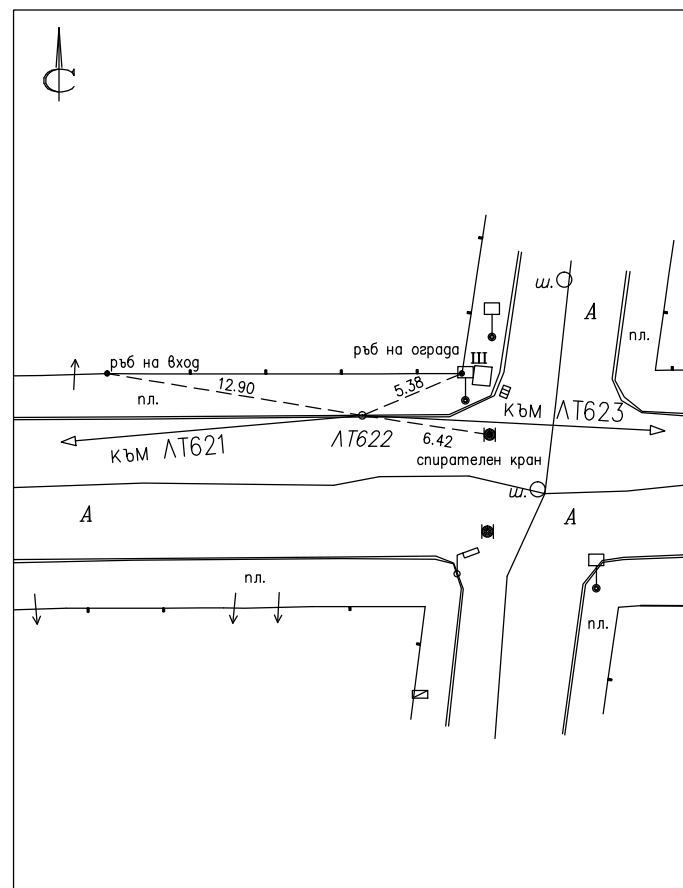 С
ш.
А
пл.
ръб на ограда
III
ръб на вход
12.90
5.38
пл.
към ЛТ623
ЛТ622
6.42
към ЛТ621
спирателен кран
ш.
А
А
пл.
пл.